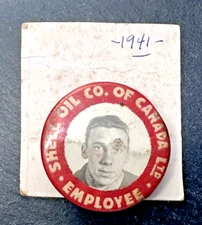 -1941-
SHELL OIL CO. OF CANADA LTD.
· EMPLOYEE ·